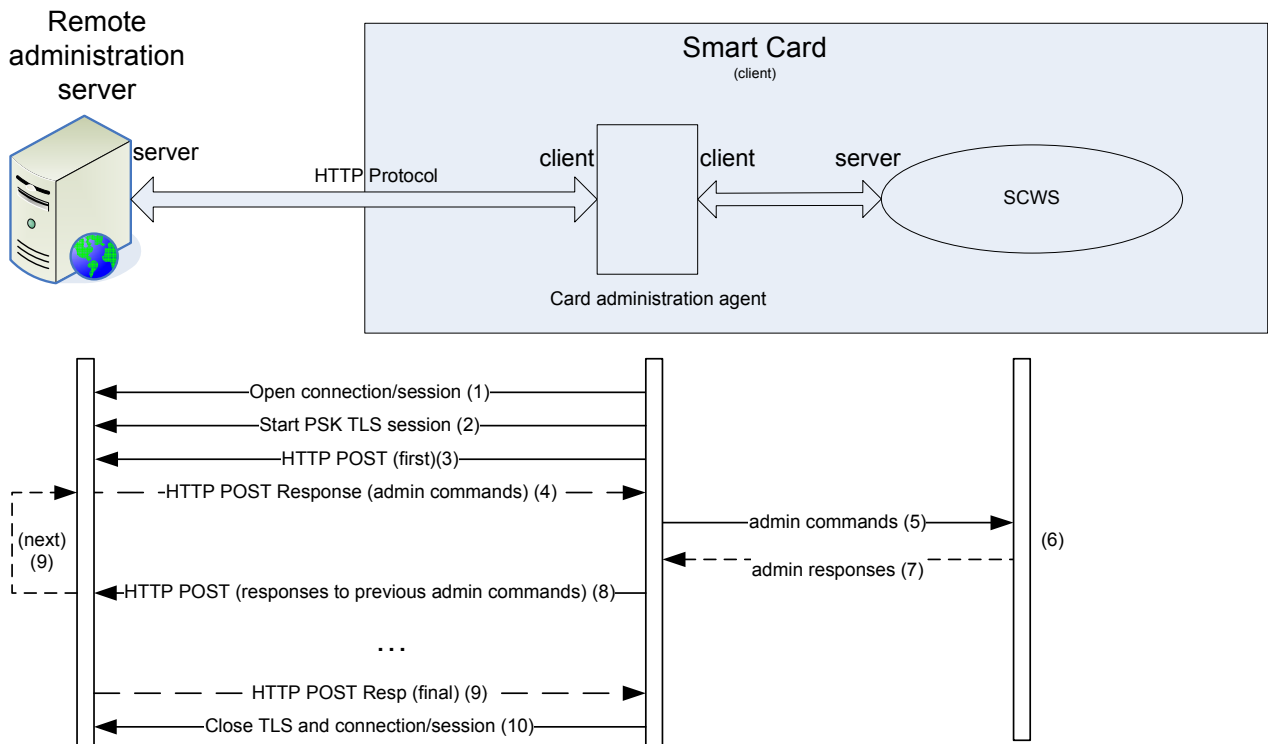 Remote
administration
server
Smart Card
(client)
server
HTTP Protocol
client
client
server
SCWS
Card administration agent
Open connection/session (1)
Start PSK TLS session (2)
HTTP POST (first)(3)
HTTP POST Response (admin commands) (4)
admin commands (5)
(next)
(9)
(6)
admin responses (7)
HTTP POST (responses to previous admin commands) (8)
...
HTTP POST Resp (final) (9)
Close TLS and connection/session (10)